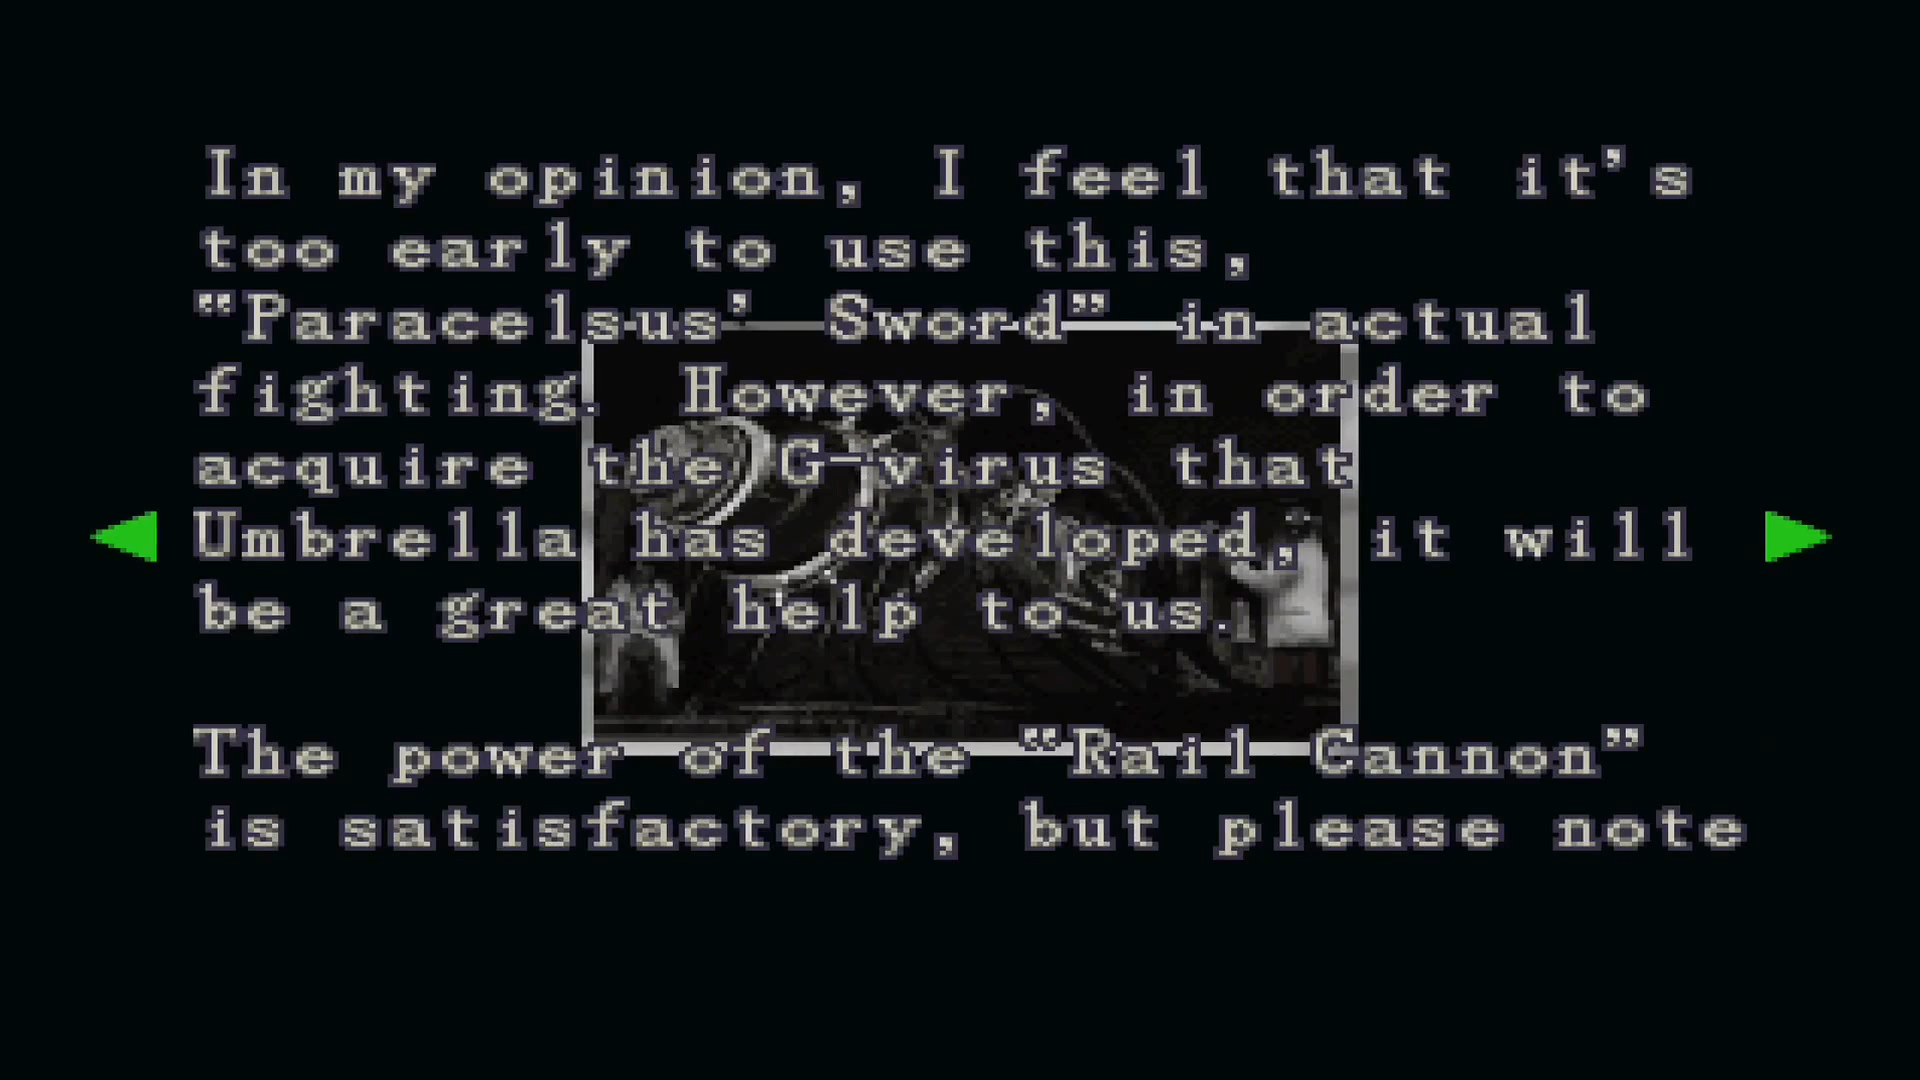 In my opinion, I feel that it’s
too early to use this,
“Paracelsus’ Sword” in actual
fighting. However, in order to
acquire the G-virus that
Umbrella has developed, it will
be a great help to us.
The power of the “Rail Cannon”
is satisfactory, but please note